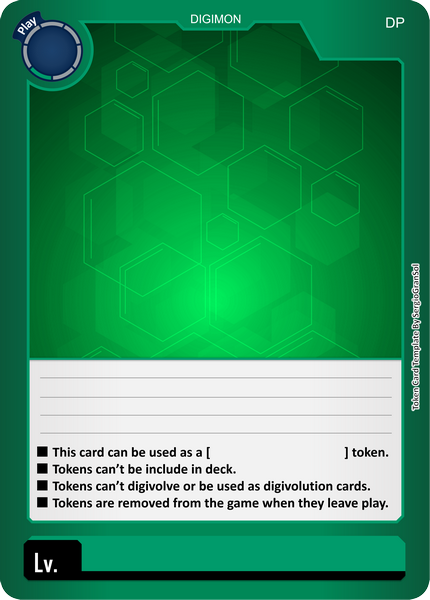 Play
DIGIMON
DP
Token Card Template By SergioGranSol
■ This card can be used as a [ ] token.
■ Tokens can't be include in deck.
■ Tokens can't digivolve or be used as digivolution cards.
■ Tokens are removed from the game when they leave play.
Lv.